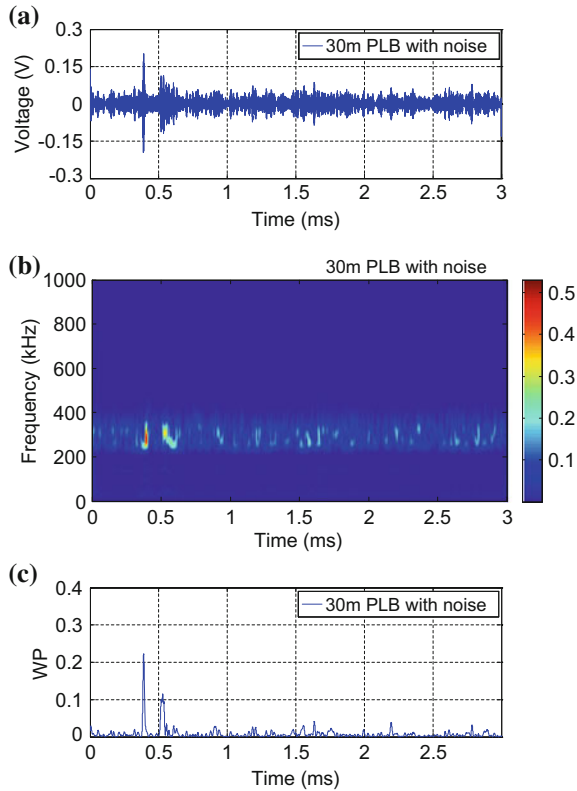 (a)
0.3
0.15
0
-0.15
-0.3
Voltage (V)
30m PLB with noise
0 0.5 1 1.5 2 2.5 3
Time (ms)
(b)
30m PLB with noise
1000
800
600
400
200
0
Frequency (kHz)
0.5
0.4
0.3
0.2
0.1
0 0.5 1 1.5 2 2.5 3
Time (ms)
(c)
0.4
0.3
0.2
0.1
0
WP
30m PLB with noise
0 0.5 1 1.5 2 2.5
Time (ms)